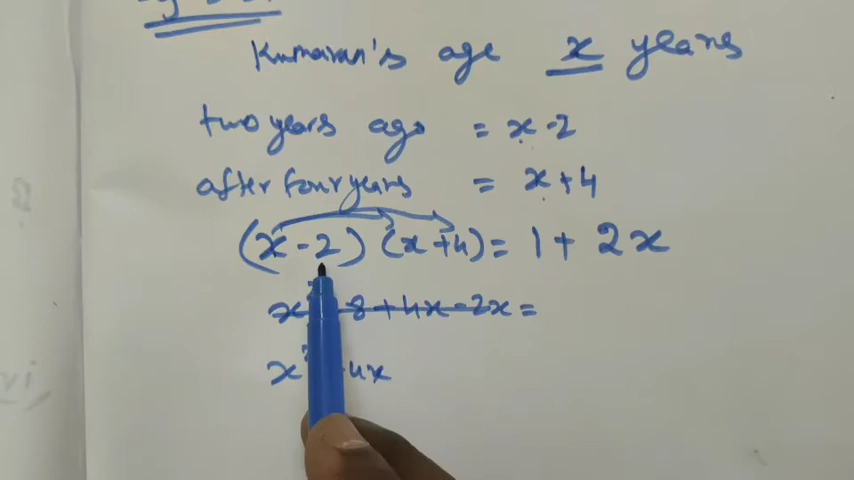 Kumaran's age x years
two years ago = x-2
after four years = x+4
(x-2) (x+4) = 1+ 2x
8 + 4x - 2x =
4x